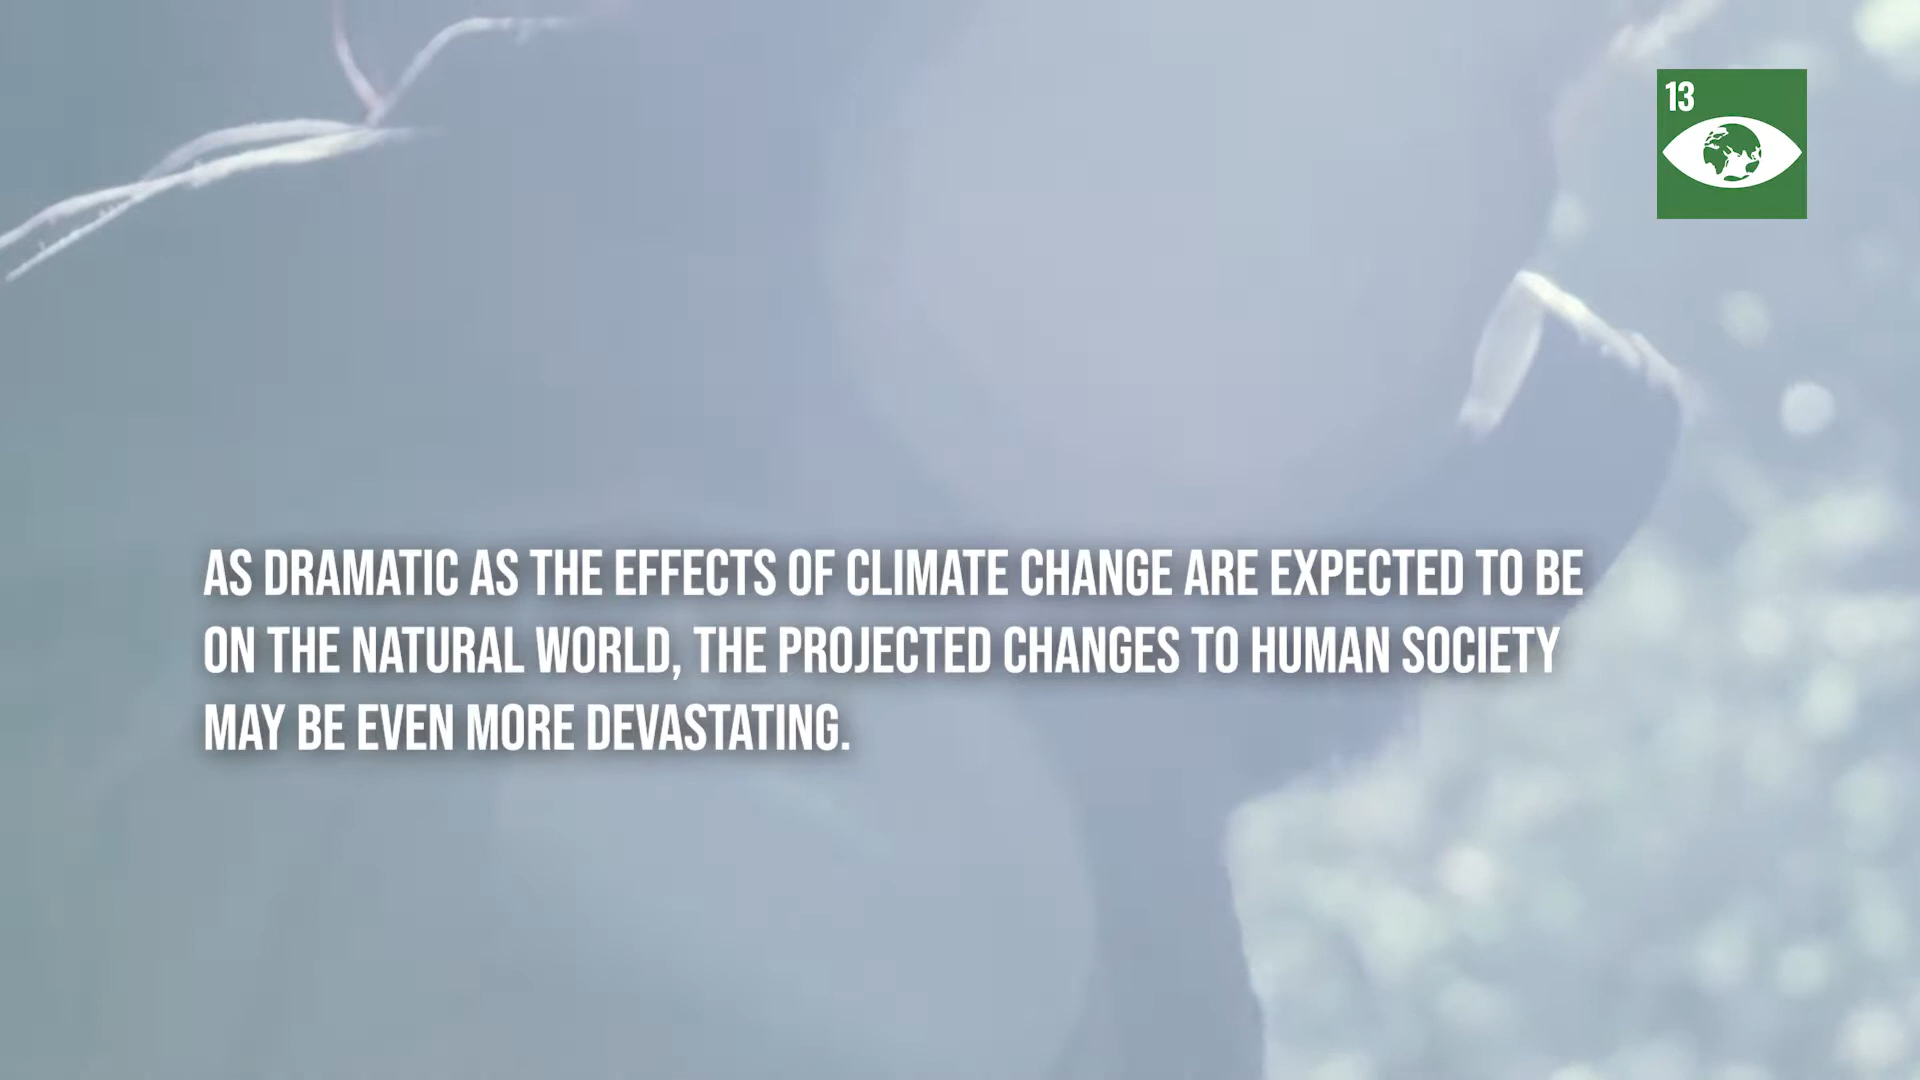 13
AS DRAMATIC AS THE EFFECTS OF CLIMATE CHANGE ARE EXPECTED TO BE
ON THE NATURAL WORLD, THE PROJECTED CHANGES TO HUMAN SOCIETY
MAY BE EVEN MORE DEVASTATING.